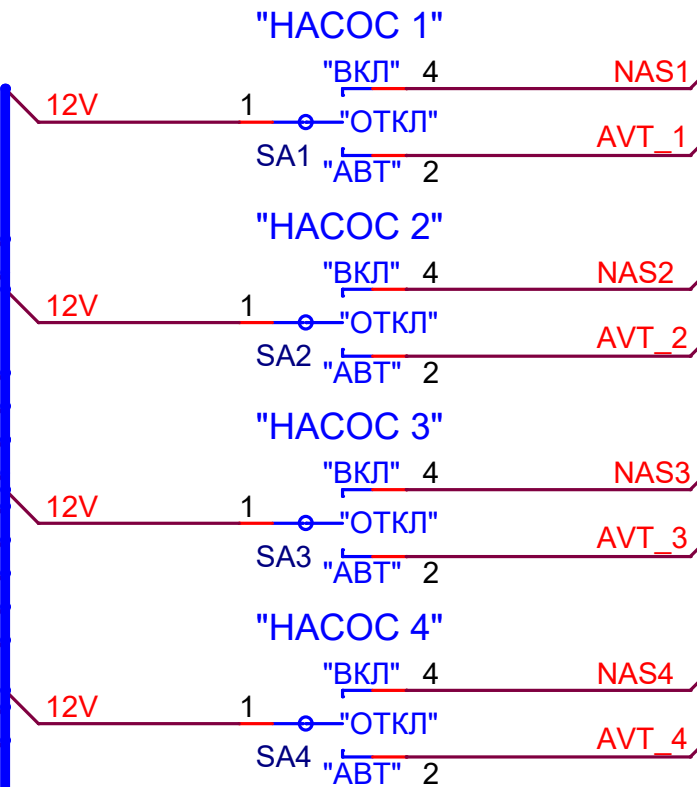 "НАСОС 1"
"ВКЛ" 4 NAS1
12V 1 "ОТКЛ"
SA1 "АВТ" 2 AVT_1
"НАСОС 2"
"ВКЛ" 4 NAS2
12V 1 "ОТКЛ"
SA2 "АВТ" 2 AVT_2
"НАСОС 3"
"ВКЛ" 4 NAS3
12V 1 "ОТКЛ"
SA3 "АВТ" 2 AVT_3
"НАСОС 4"
"ВКЛ" 4 NAS4
12V 1 "ОТКЛ"
SA4 "АВТ" 2 AVT_4